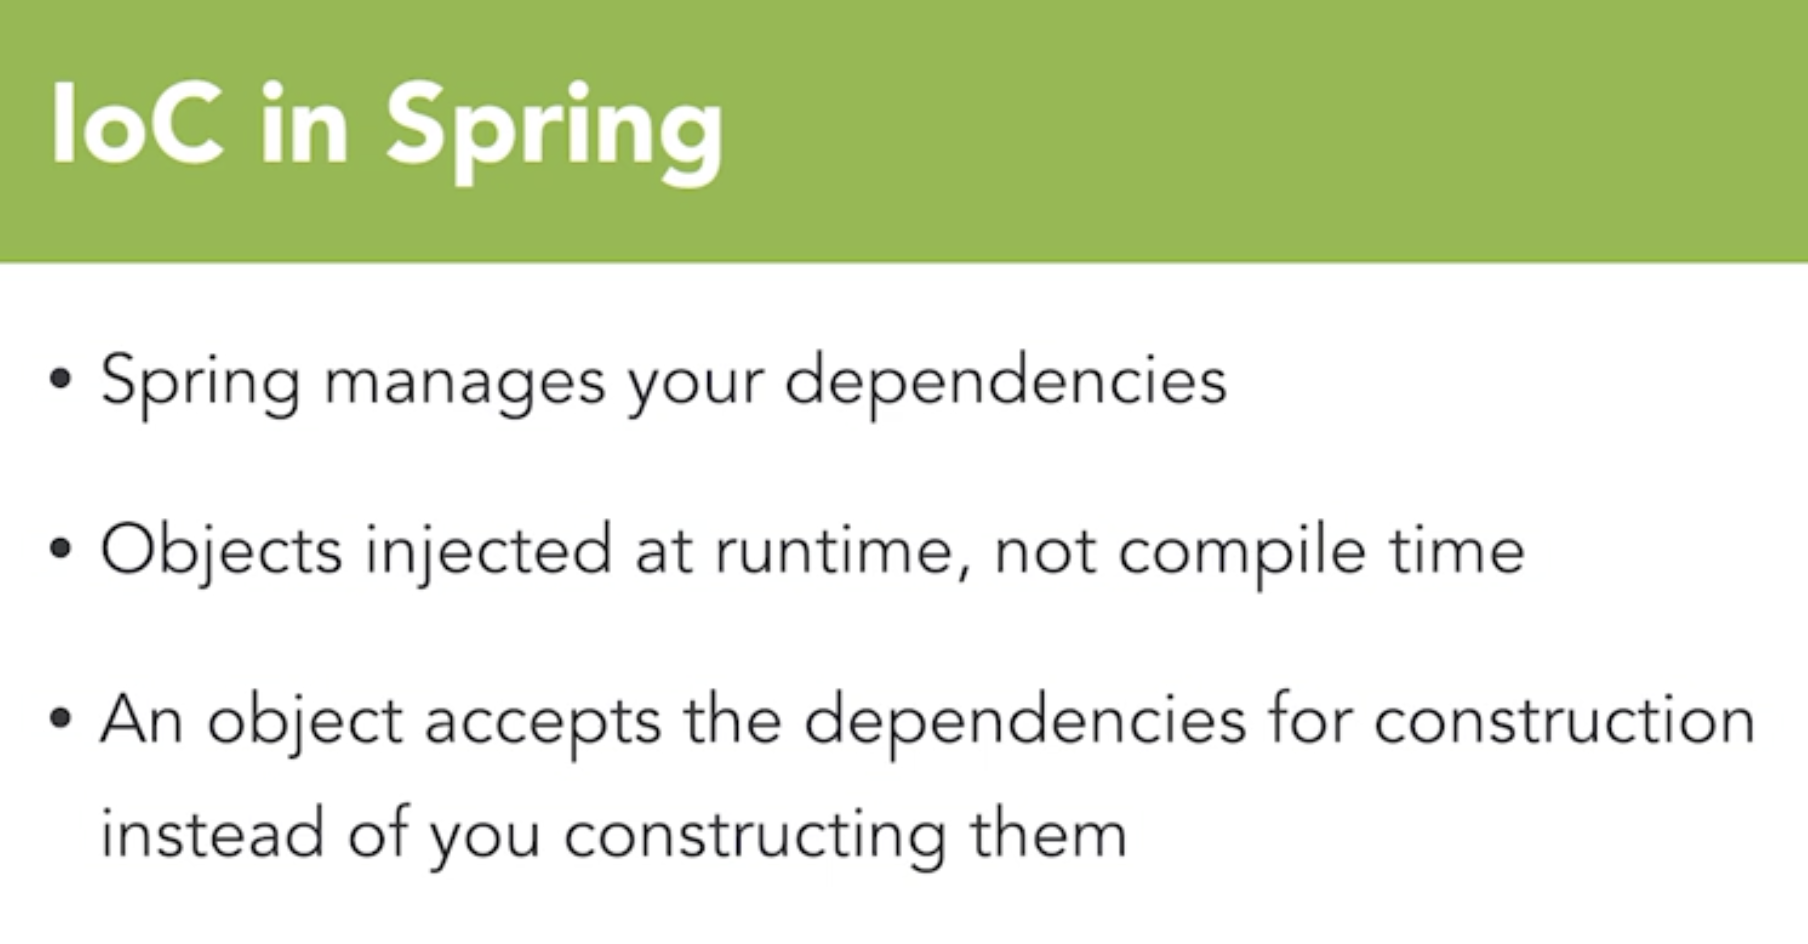 IoC in Spring
• Spring manages your dependencies
• Objects injected at runtime, not compile time
• An object accepts the dependencies for construction
instead of you constructing them